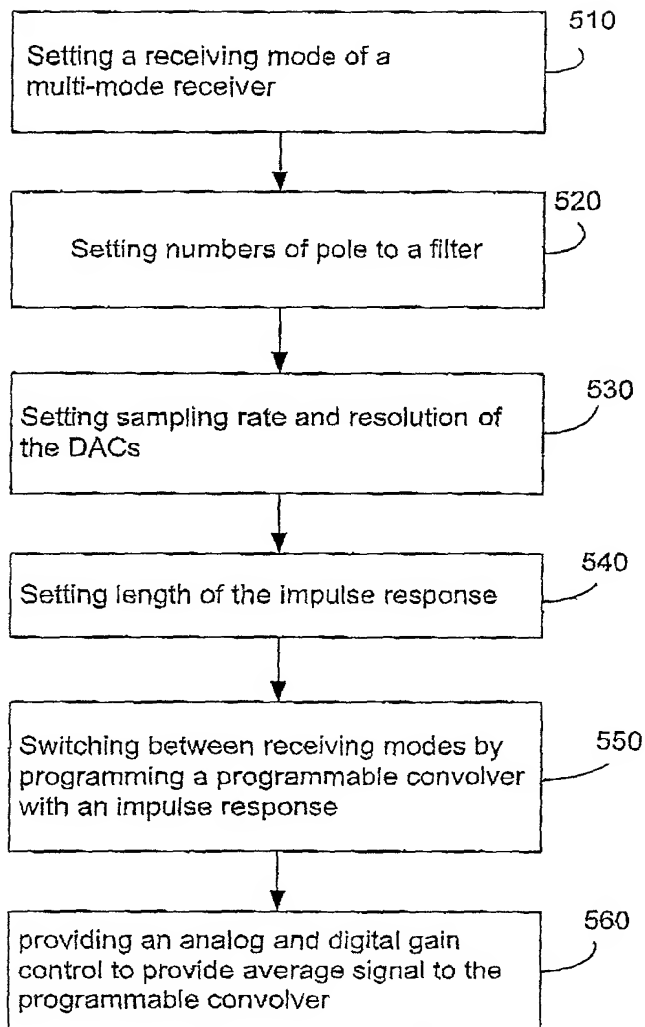 510
Setting a receiving mode of a
multi-mode receiver
520
Setting numbers of pole to a filter
530
Setting sampling rate and resolution of
the DACs
540
Setting length of the impulse response
550
Switching between receiving modes by
programming a programmable convolver
with an impulse response
560
providing an analog and digital gain
control to provide average signal to the
programmable convolver